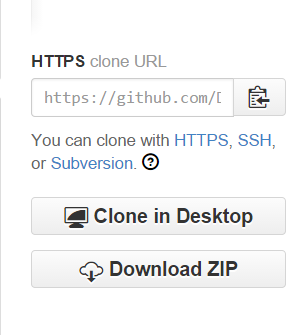 HTTPS clone URL
https://github.com/D
You can clone with HTTPS, SSH,
or Subversion. ?
Clone in Desktop
Download ZIP